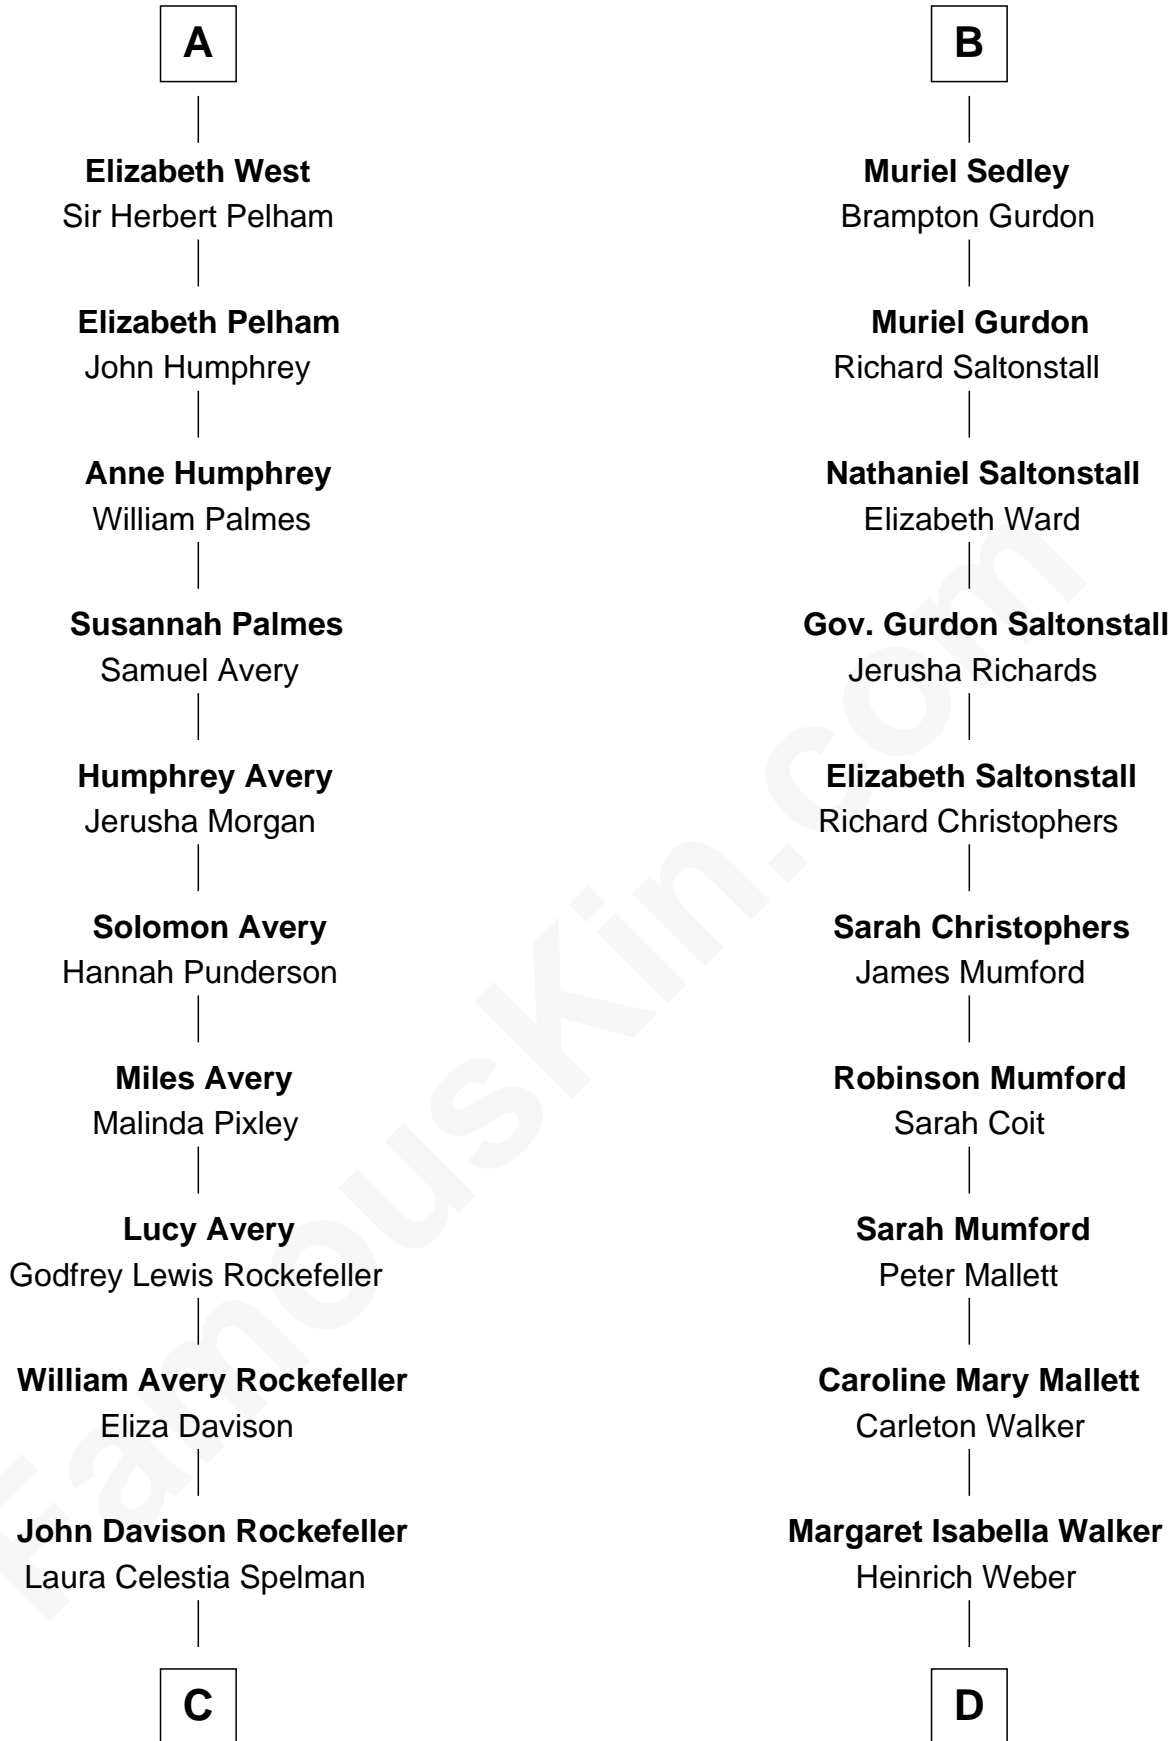 A
Elizabeth West
Sir Herbert Pelham
Elizabeth Pelham
John Humphrey
Anne Humphrey
William Palmes
Susannah Palmes
Samuel Avery
Humphrey Avery
Jerusha Morgan
Solomon Avery
Hannah Punderson
Miles Avery
Malinda Pixley
Lucy Avery
Godfrey Lewis Rockefeller
William Avery Rockefeller
Eliza Davison
John Davison Rockefeller
Laura Celestia Spelman
C
B
Muriel Sedley
Brampton Gurdon
Muriel Gurdon
Richard Saltonstall
Nathaniel Saltonstall
Elizabeth Ward
Gov. Gurdon Saltonstall
Jerusha Richards
Elizabeth Saltonstall
Richard Christophers
Sarah Christophers
James Mumford
Robinson Mumford
Sarah Coit
Sarah Mumford
Peter Mallett
Caroline Mary Mallett
Carleton Walker
Margaret Isabella Walker
Heinrich Weber
D
FamousKin.com